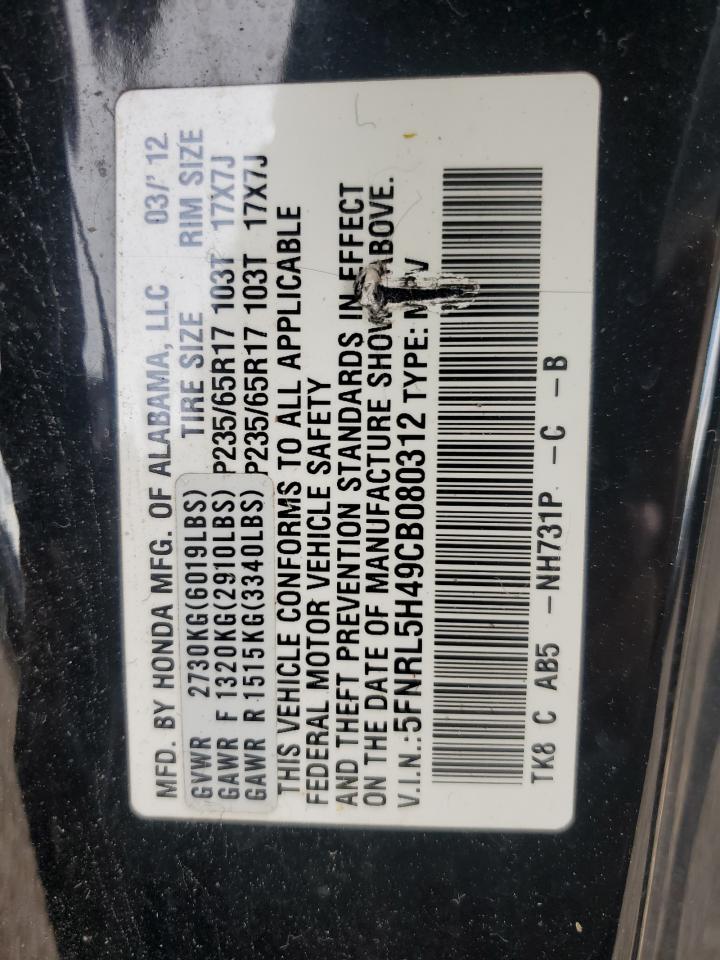 MFD. BY HONDA MFG. OF ALABAMA, LLC 03/'12
GVWR 2730KG(6019LBS) TIRE SIZE RIM SIZE
GAWR F 1320KG(2910LBS) P235/65R17 103T 17X7J
GAWR R 1515KG(3340LBS) P235/65R17 103T 17X7J
THIS VEHICLE CONFORMS TO ALL APPLICABLE
FEDERAL MOTOR VEHICLE SAFETY
AND THEFT PREVENTION STANDARDS IN EFFECT
ON THE DATE OF MANUFACTURE SHOWN ABOVE.
V.I.N.:5FNRL5H49CB080312 TYPE:
TK8 C AB5 -NH731P -C -B